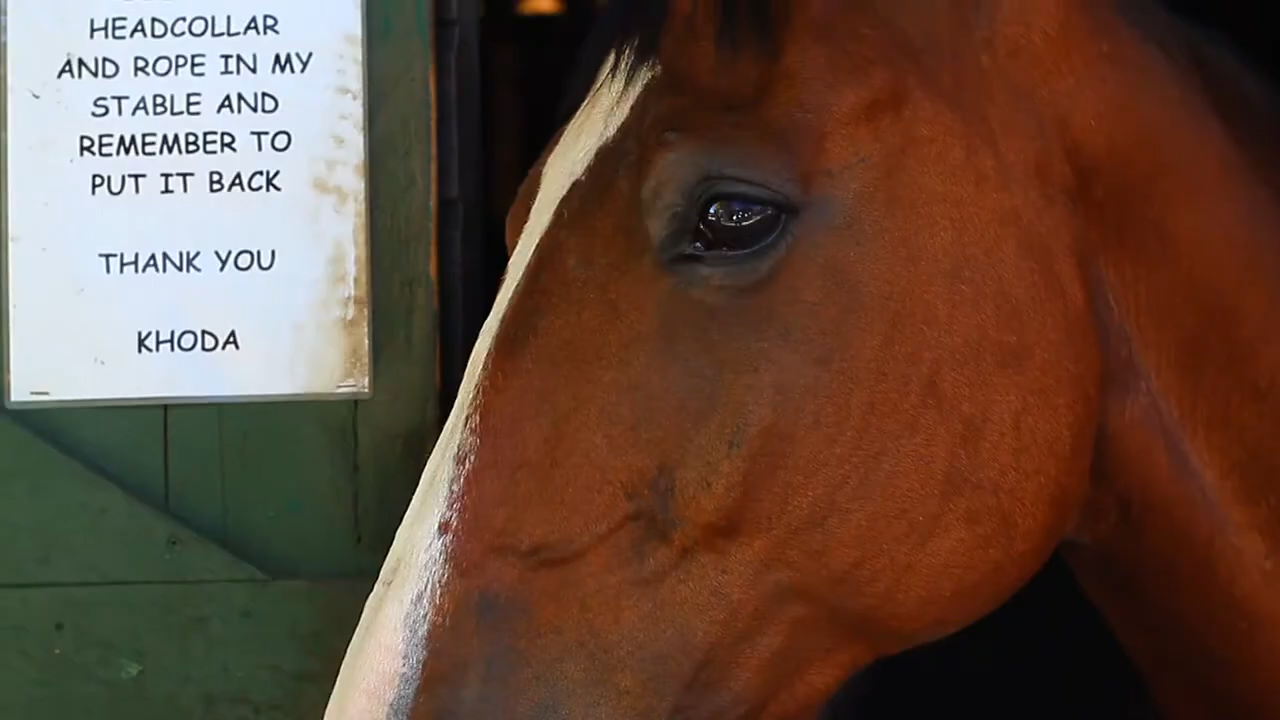 HEADCOLLAR
AND ROPE IN MY
STABLE AND
REMEMBER TO
PUT IT BACK
THANK YOU
KHODA